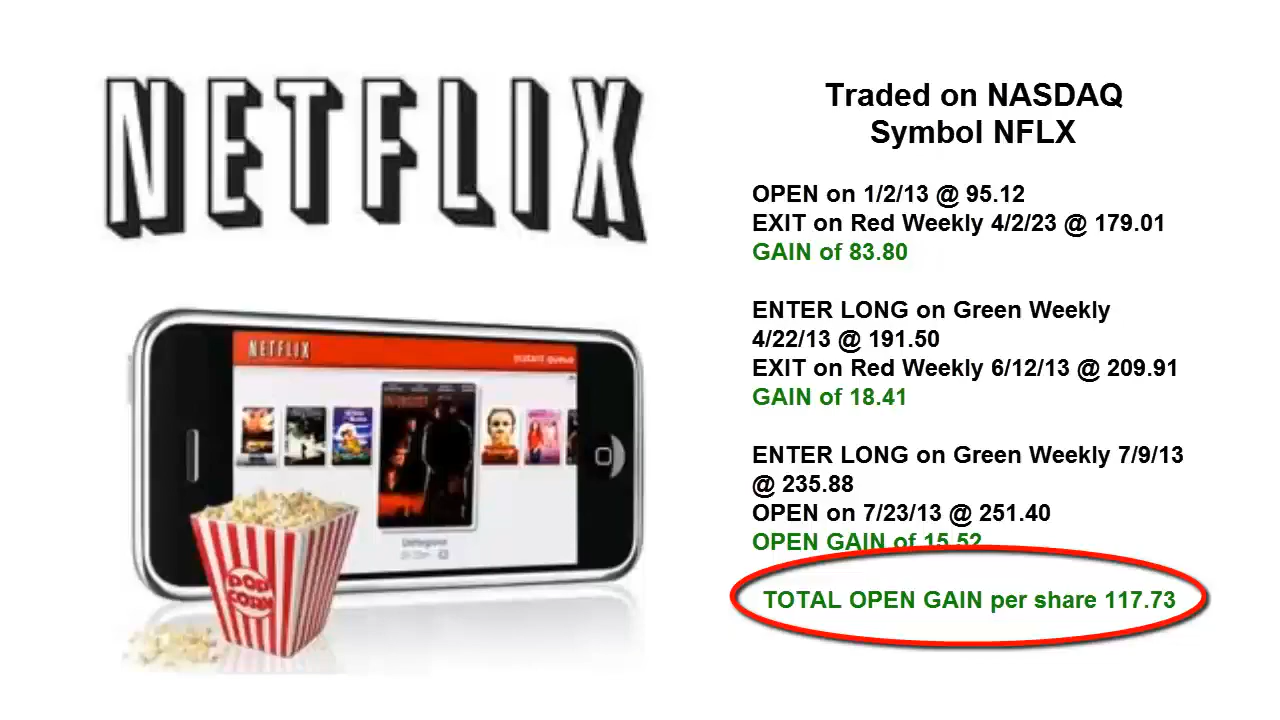 NETFLIX
Traded on NASDAQ
Symbol NFLX
OPEN on 1/2/13 @ 95.12
EXIT on Red Weekly 4/2/23 @ 179.01
GAIN of 83.80
ENTER LONG on Green Weekly
4/22/13 @ 191.50
EXIT on Red Weekly 6/12/13 @ 209.91
GAIN of 18.41
ENTER LONG on Green Weekly 7/9/13
@ 235.88
OPEN on 7/23/13 @ 251.40
OPEN GAIN of 15.52
TOTAL OPEN GAIN per share 117.73
NETFLIX
Instant Queue
POP
CORN